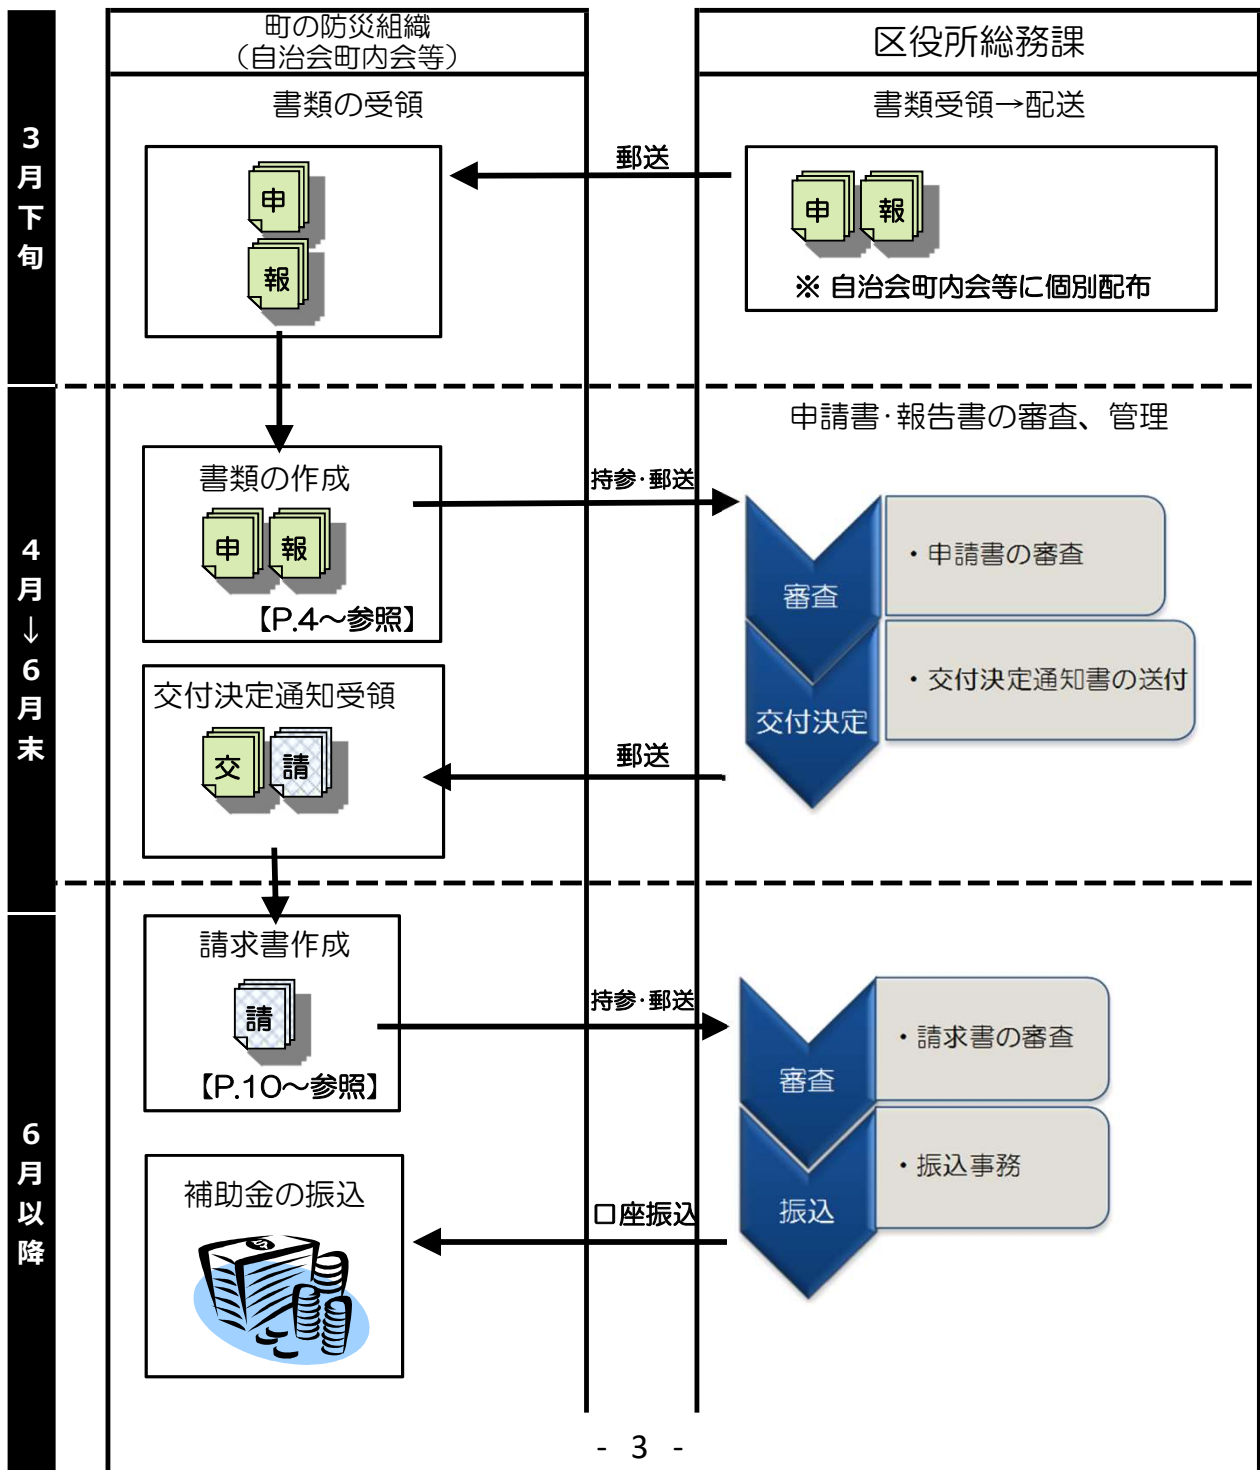 町の防災組織
（自治会町内会等）
区役所総務課
3月下旬
書類の受領
書類受領→配送
申
報
郵送
申
報
※ 自治会町内会等に個別配布
4月→6月末
申請書・報告書の審査、管理
書類の作成
申
報
【P.4～参照】
持参・郵送
審査
・申請書の審査
交付決定
・交付決定通知書の送付
交付決定通知受領
交
請
郵送
6月以降
請求書作成
請
【P.10～参照】
持参・郵送
審査
・請求書の審査
振込
・振込事務
補助金の振込
口座振込
- 3 -